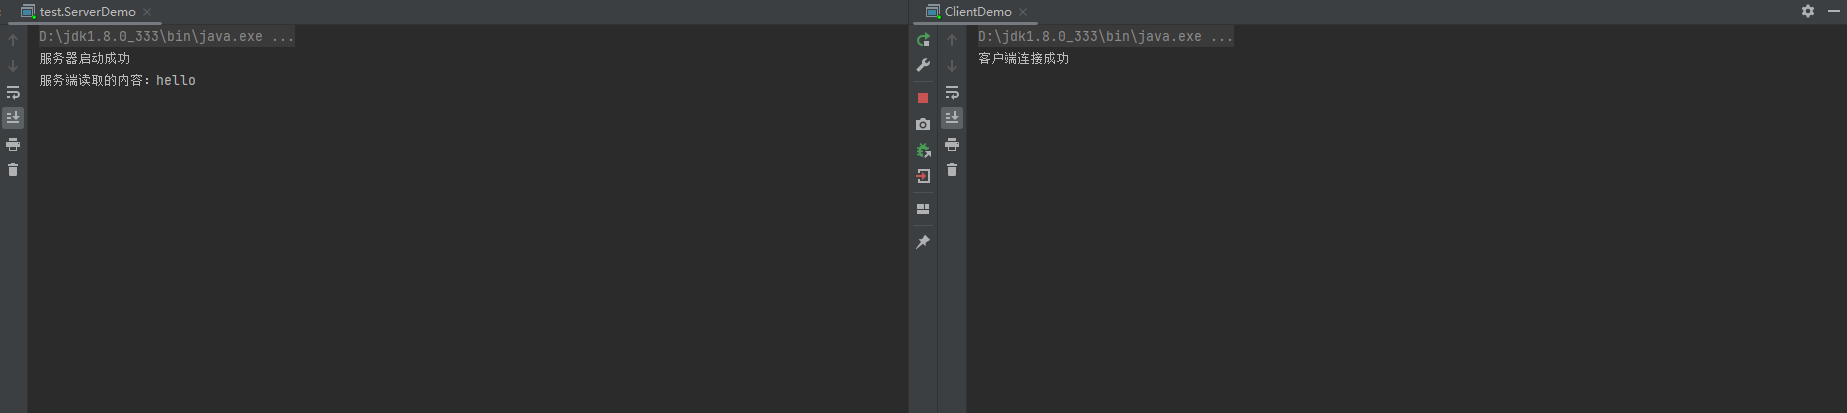 test.ServerDemo
D:\jdk1.8.0_333\bin\java.exe ...
服务器启动成功
服务端读取的内容：hello
ClientDemo
D:\jdk1.8.0_333\bin\java.exe ...
客户端连接成功